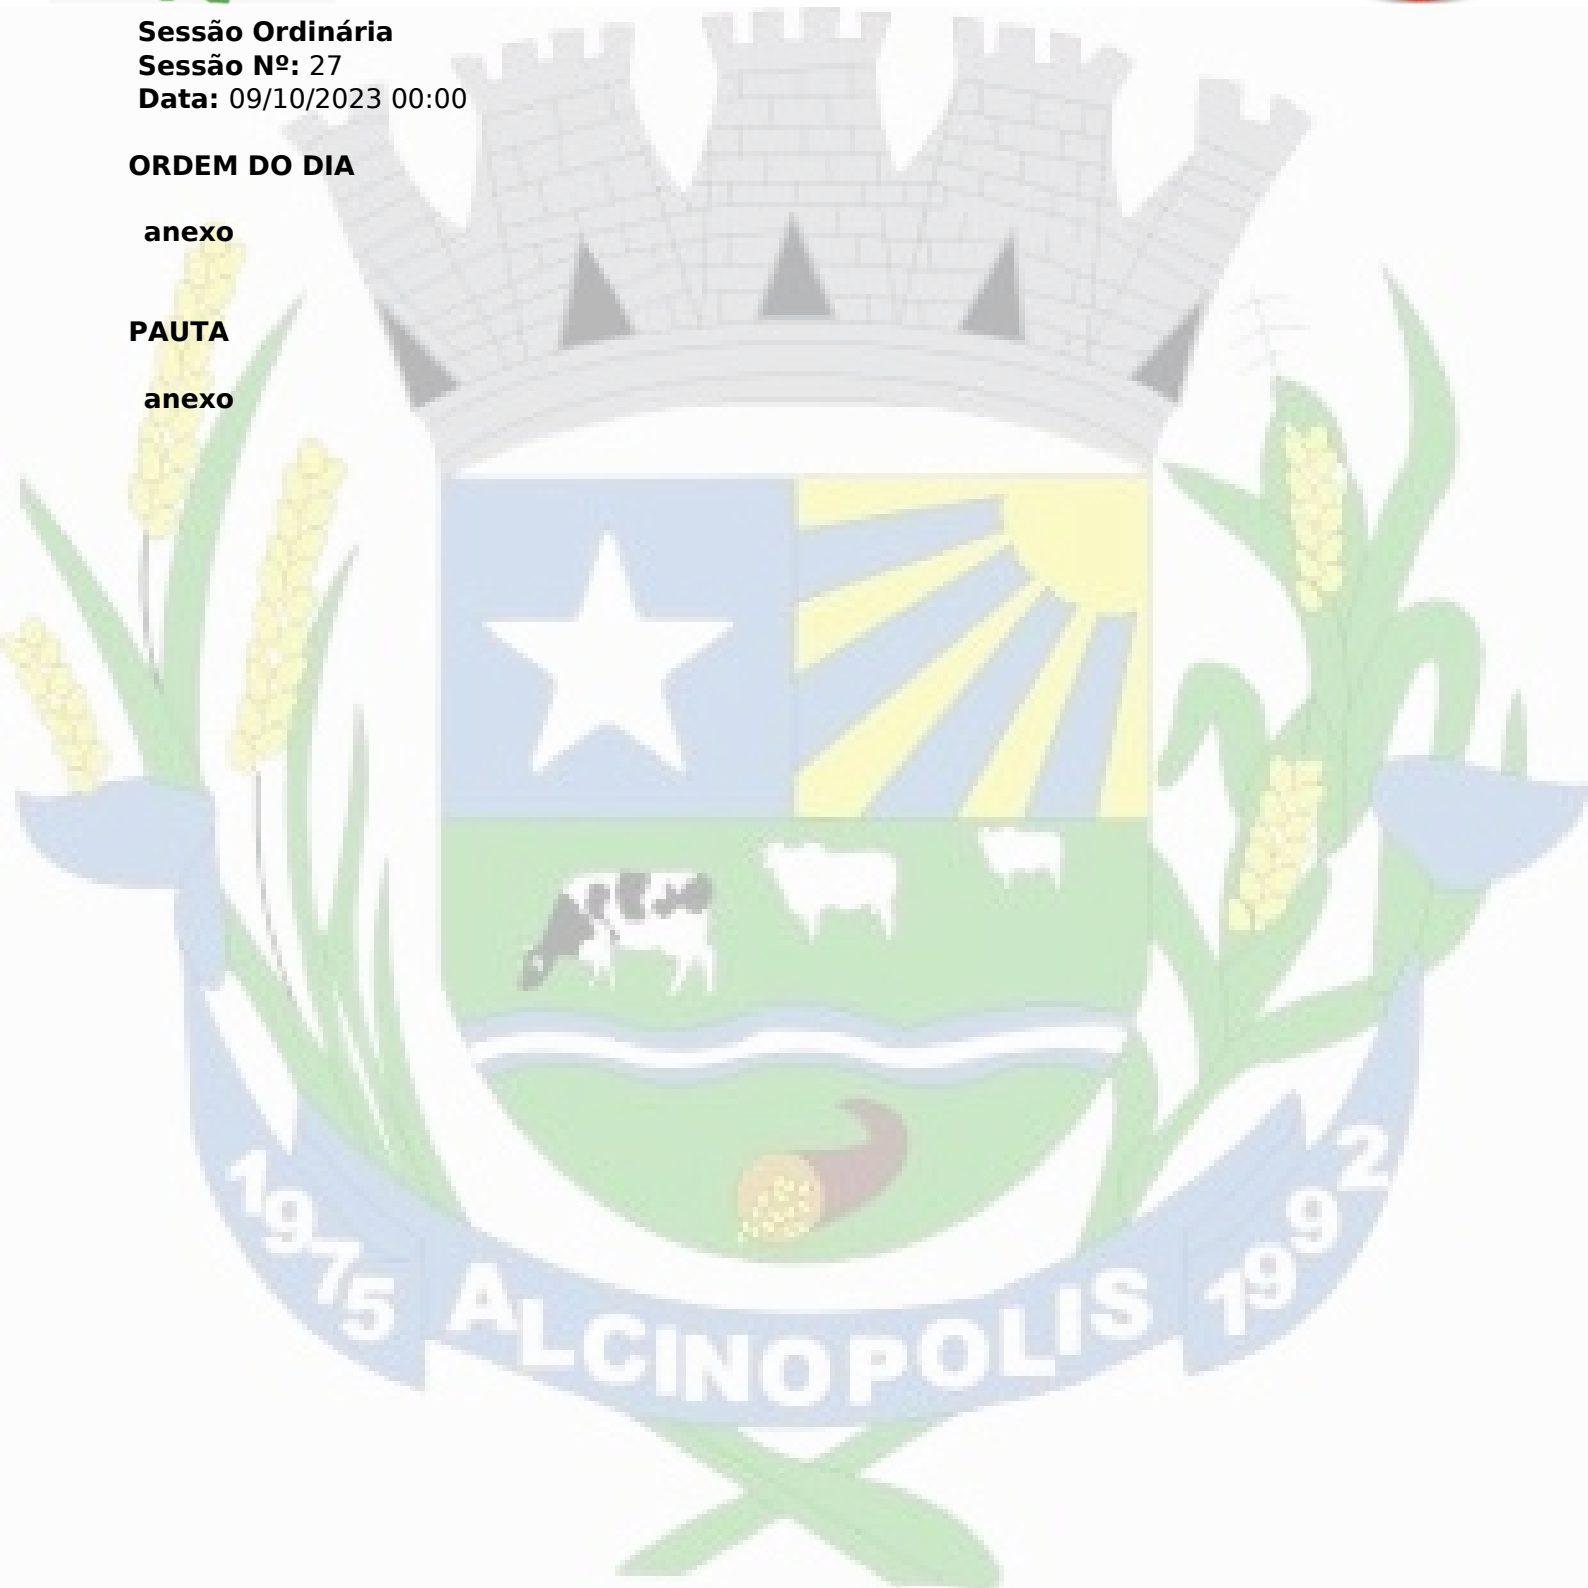 Sessão Ordinária
Sessão Nº: 27
Data: 09/10/2023 00:00
ORDEM DO DIA
anexo
PAUTA
anexo
1975 ALCINOPOLIS 1992